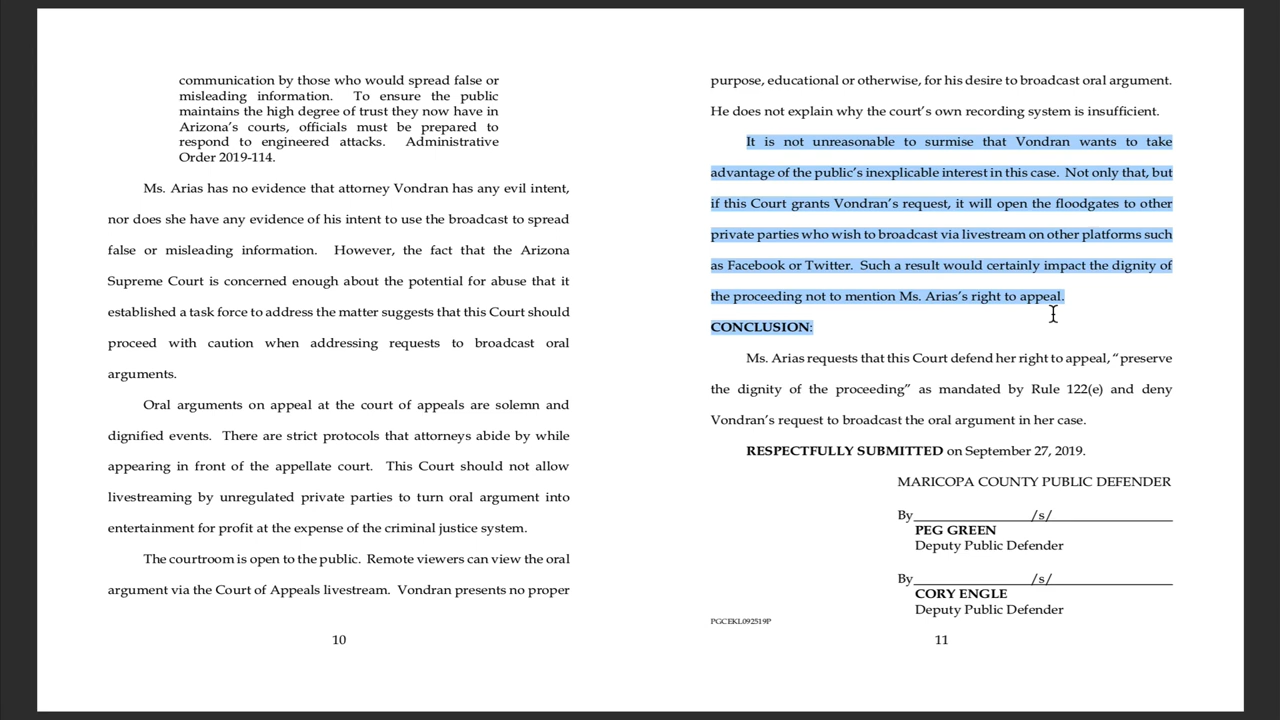 communication by those who would spread false or
misleading information. To ensure the public
maintains the high degree of trust they now have in
Arizona’s courts, officials must be prepared to
respond to engineered attacks. Administrative
Order 2019-114.
Ms. Arias has no evidence that attorney Vondran has any evil intent,
nor does she have any evidence of his intent to use the broadcast to spread
false or misleading information. However, the fact that the Arizona
Supreme Court is concerned enough about the potential for abuse that it
established a task force to address the matter suggests that this Court should
proceed with caution when addressing requests to broadcast oral
arguments.
Oral arguments on appeal at the court of appeals are solemn and
dignified events. There are strict protocols that attorneys abide by while
appearing in front of the appellate court. This Court should not allow
livestreaming by unregulated private parties to turn oral argument into
entertainment for profit at the expense of the criminal justice system.
The courtroom is open to the public. Remote viewers can view the oral
argument via the Court of Appeals livestream. Vondran presents no proper
10
purpose, educational or otherwise, for his desire to broadcast oral argument.
He does not explain why the court’s own recording system is insufficient.
It is not unreasonable to surmise that Vondran wants to take
advantage of the public’s inexplicable interest in this case. Not only that, but
if this Court grants Vondran’s request, it will open the floodgates to other
private parties who wish to broadcast via livestream on other platforms such
as Facebook or Twitter. Such a result would certainly impact the dignity of
the proceeding not to mention Ms. Arias’s right to appeal.
CONCLUSION:
Ms. Arias requests that this Court defend her right to appeal, “preserve
the dignity of the proceeding” as mandated by Rule 122(e) and deny
Vondran’s request to broadcast the oral argument in her case.
RESPECTFULLY SUBMITTED on September 27, 2019.
MARICOPA COUNTY PUBLIC DEFENDER
By /s/
PEG GREEN
Deputy Public Defender
By /s/
CORY ENGLE
Deputy Public Defender
PGCEKL092519P
11